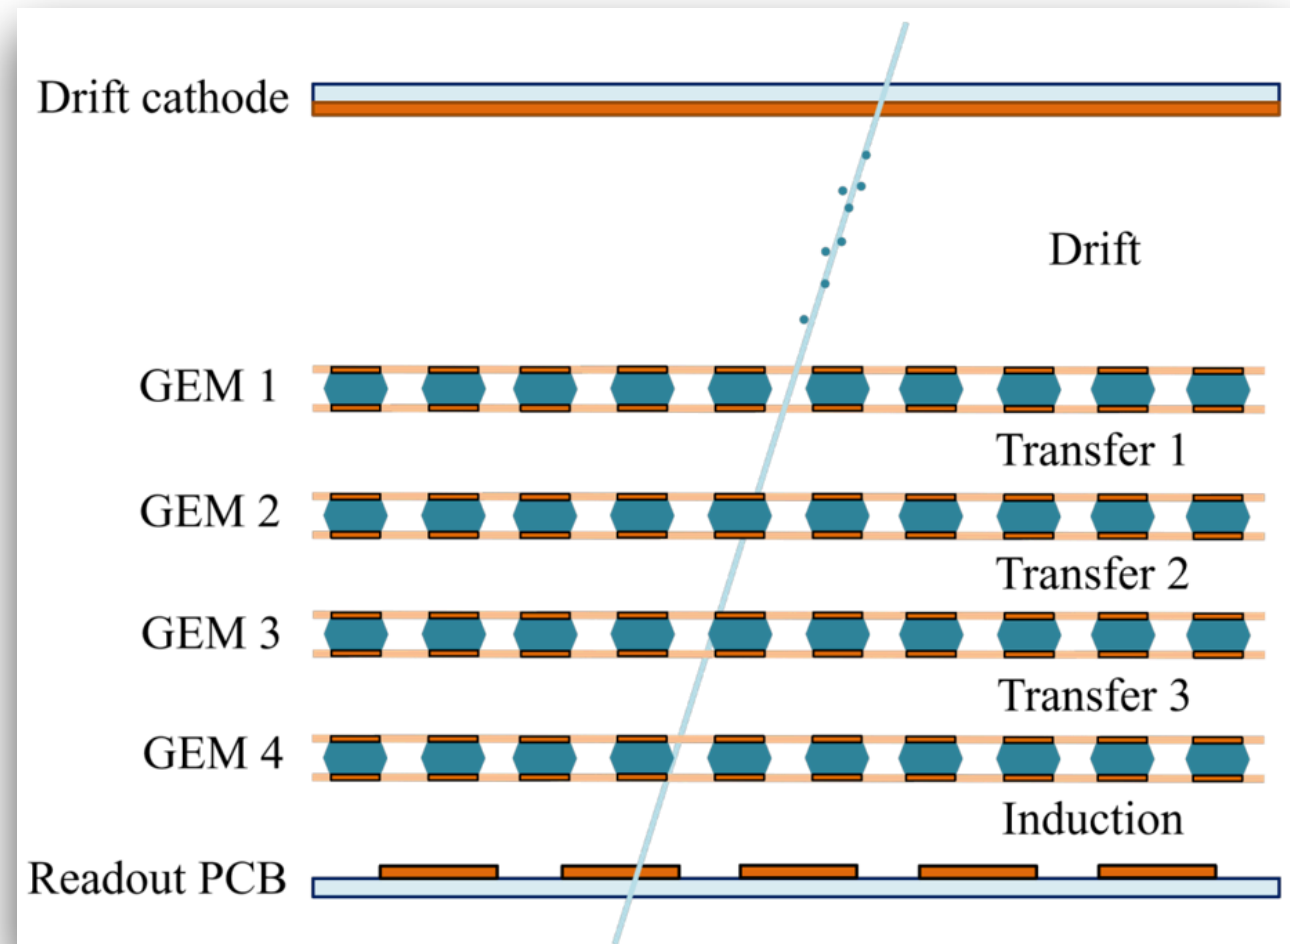 Drift cathode
Drift
GEM 1
Transfer 1
GEM 2
Transfer 2
GEM 3
Transfer 3
GEM 4
Induction
Readout PCB